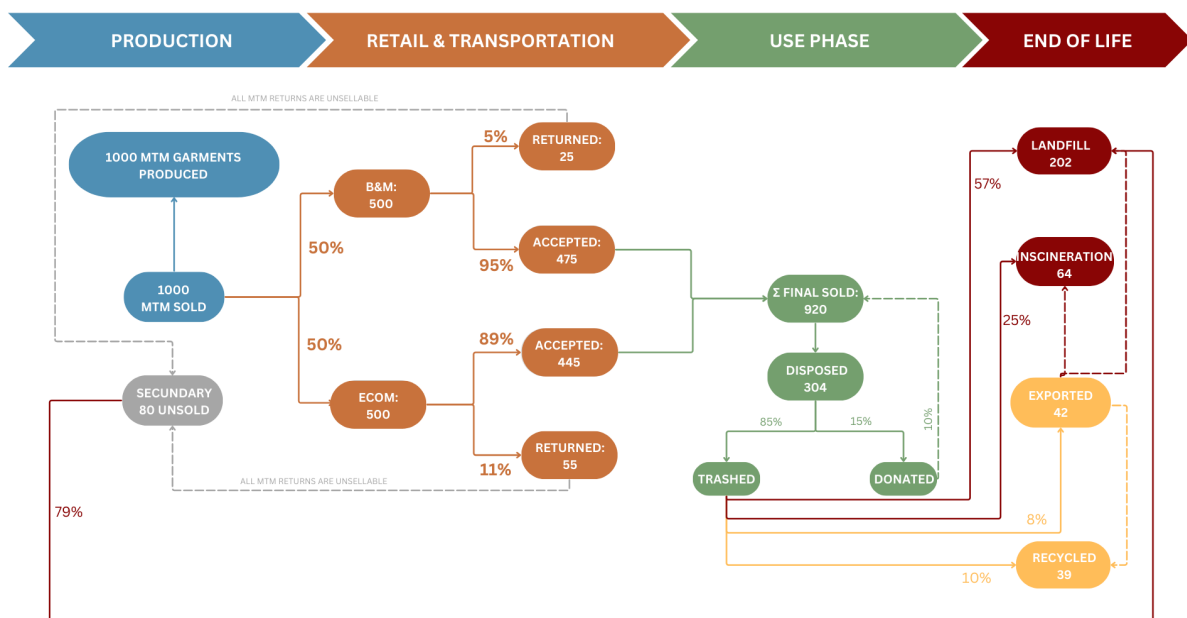 PRODUCTION
RETAIL & TRANSPORTATION
USE PHASE
END OF LIFE
ALL MTM RETURNS ARE UNSELLABLE
1000 MTM GARMENTS
PRODUCED
1000
MTM SOLD
SECUNDARY
80 UNSOLD
79%
50%
50%
B&M:
500
ECOM:
500
5%
RETURNED:
25
95%
ACCEPTED:
475
89%
ACCEPTED:
445
11%
RETURNED:
55
ALL MTM RETURNS ARE UNSELLABLE
Σ FINAL SOLD:
920
DISPOSED
304
85%
15%
10%
TRASHED
DONATED
LANDFILL
202
57%
INSCINERATION
64
25%
EXPORTED
42
8%
RECYCLED
39
10%